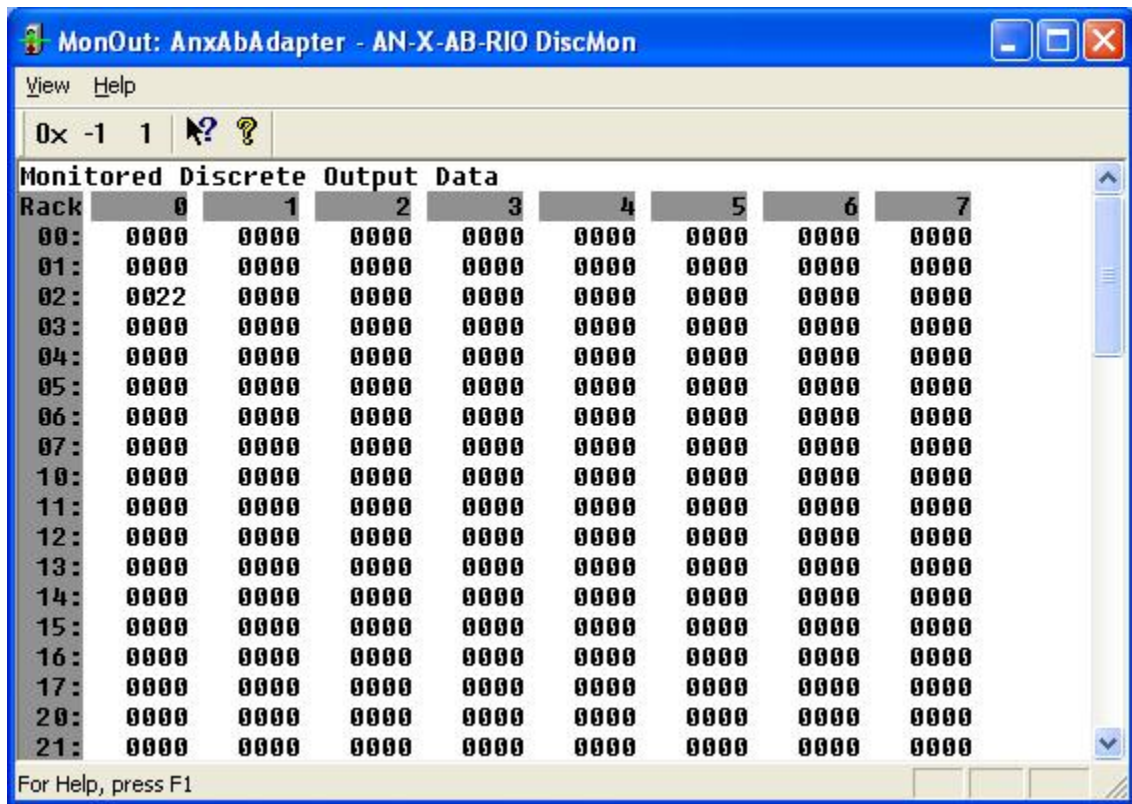 MonOut: AnxAbAdapter - AN-X-AB-RIO DiscMon
View Help
0x -1 1
Monitored Discrete Output Data
Rack 0 1 2 3 4 5 6 7
00: 0000 0000 0000 0000 0000 0000 0000 0000
01: 0000 0000 0000 0000 0000 0000 0000 0000
02: 0022 0000 0000 0000 0000 0000 0000 0000
03: 0000 0000 0000 0000 0000 0000 0000 0000
04: 0000 0000 0000 0000 0000 0000 0000 0000
05: 0000 0000 0000 0000 0000 0000 0000 0000
06: 0000 0000 0000 0000 0000 0000 0000 0000
07: 0000 0000 0000 0000 0000 0000 0000 0000
10: 0000 0000 0000 0000 0000 0000 0000 0000
11: 0000 0000 0000 0000 0000 0000 0000 0000
12: 0000 0000 0000 0000 0000 0000 0000 0000
13: 0000 0000 0000 0000 0000 0000 0000 0000
14: 0000 0000 0000 0000 0000 0000 0000 0000
15: 0000 0000 0000 0000 0000 0000 0000 0000
16: 0000 0000 0000 0000 0000 0000 0000 0000
17: 0000 0000 0000 0000 0000 0000 0000 0000
20: 0000 0000 0000 0000 0000 0000 0000 0000
21: 0000 0000 0000 0000 0000 0000 0000 0000
For Help, press F1